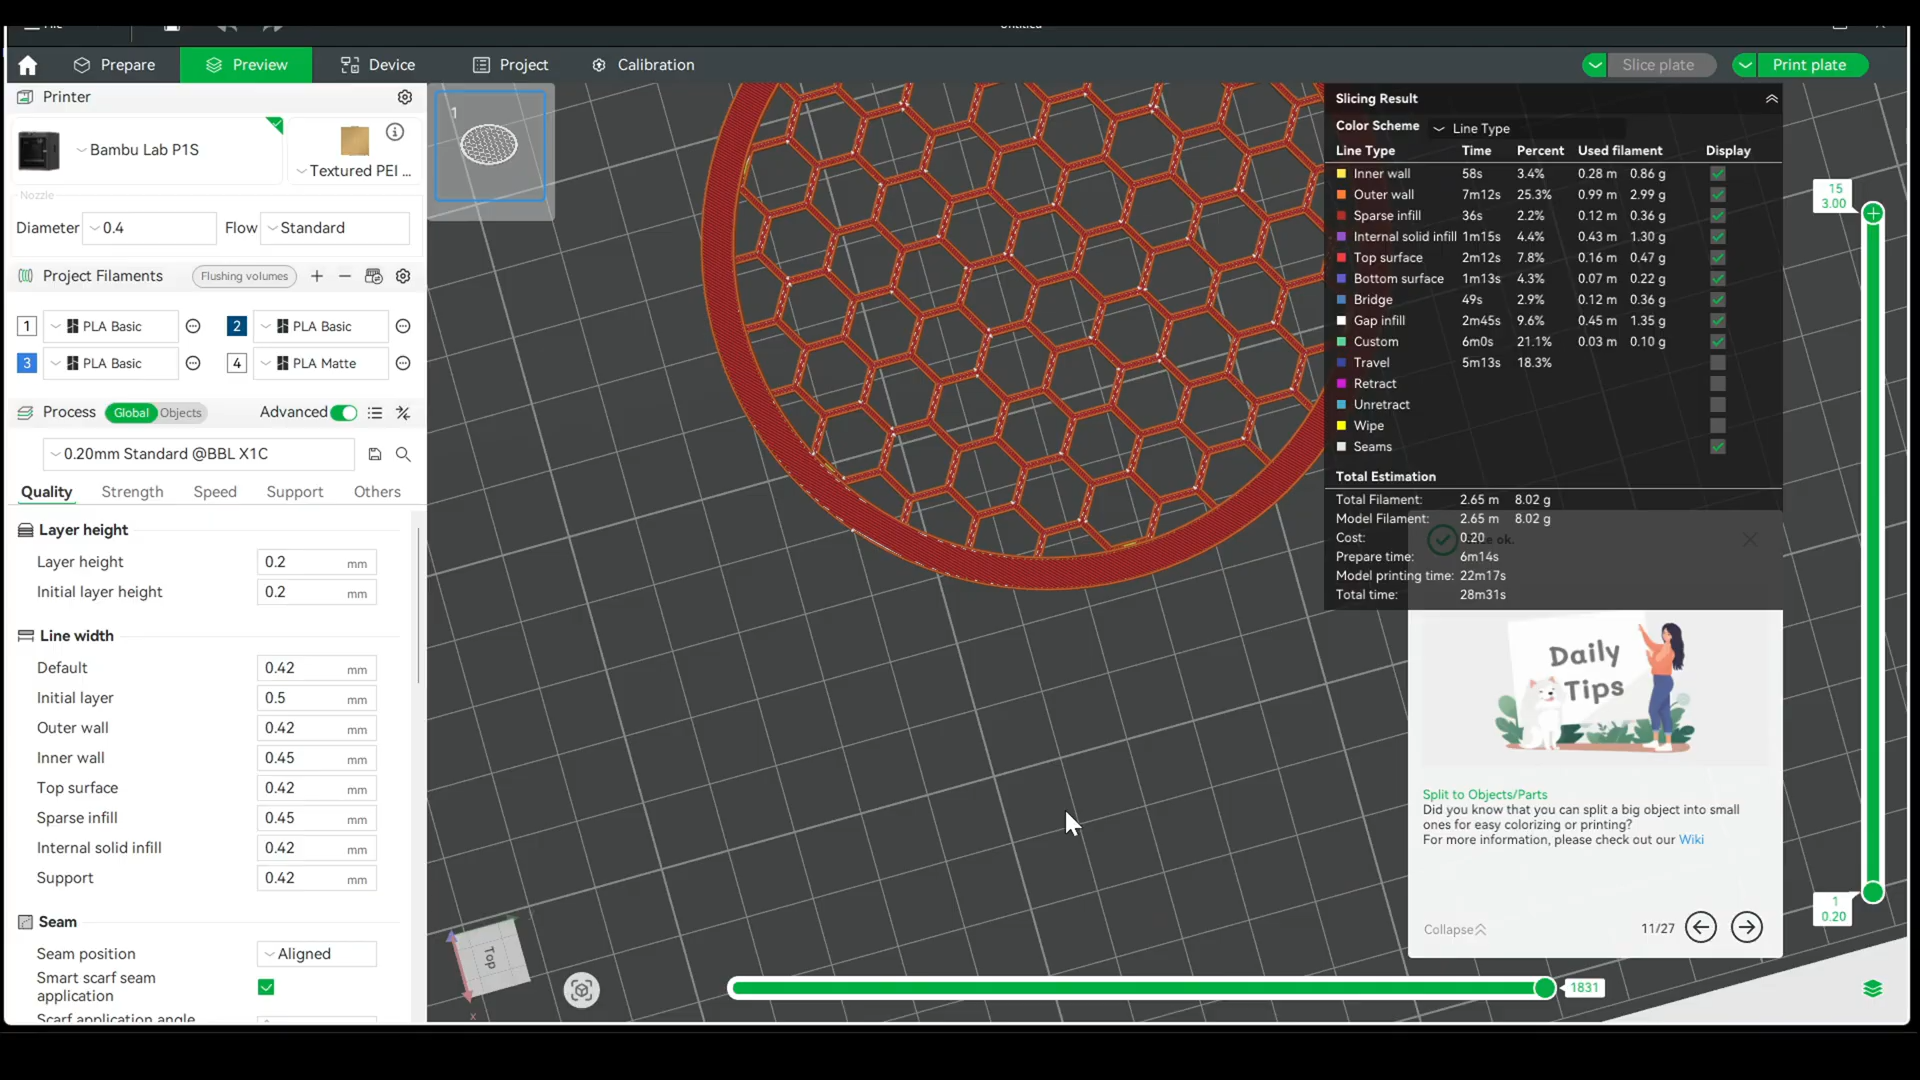 Untitled
Prepare
Preview
Device
Project
Calibration
Slice plate
Print plate
Printer
Bambu Lab P1S
Textured PEI ...
Nozzle
Diameter 0.4 Flow Standard
Project Filaments Flushing volumes
1 PLA Basic 2 PLA Basic
3 PLA Basic 4 PLA Matte
Process Global Objects Advanced
0.20mm Standard @BBL X1C
Quality Strength Speed Support Others
Layer height
Layer height 0.2 mm
Initial layer height 0.2 mm
Line width
Default 0.42 mm
Initial layer 0.5 mm
Outer wall 0.42 mm
Inner wall 0.45 mm
Top surface 0.42 mm
Sparse infill 0.45 mm
Internal solid infill 0.42 mm
Support 0.42 mm
Seam
Seam position Aligned
Smart scarf seam
application
Scarf application angle
1
Top
x
1831
Slicing Result
Color Scheme Line Type
Line Type Time Percent Used filament Display
Inner wall 58s 3.4% 0.28 m 0.86 g
Outer wall 7m12s 25.3% 0.99 m 2.99 g
Sparse infill 36s 2.2% 0.12 m 0.36 g
Internal solid infill 1m15s 4.4% 0.43 m 1.30 g
Top surface 2m12s 7.8% 0.16 m 0.47 g
Bottom surface 1m13s 4.3% 0.07 m 0.22 g
Bridge 49s 2.9% 0.12 m 0.36 g
Gap infill 2m45s 9.6% 0.45 m 1.35 g
Custom 6m0s 21.1% 0.03 m 0.10 g
Travel 5m13s 18.3%
Retract
Unretract
Wipe
Seams
Total Estimation
Total Filament: 2.65 m 8.02 g
Model Filament: 2.65 m 8.02 g
Cost: 0.20
Prepare time: 6m14s
Model printing time: 22m17s
Total time: 28m31s
ok.
Daily
Tips
Split to Objects/Parts
Did you know that you can split a big object into small
ones for easy colorizing or printing?
For more information, please check out our Wiki
Collapse 11/27
15
3.00
1
0.20